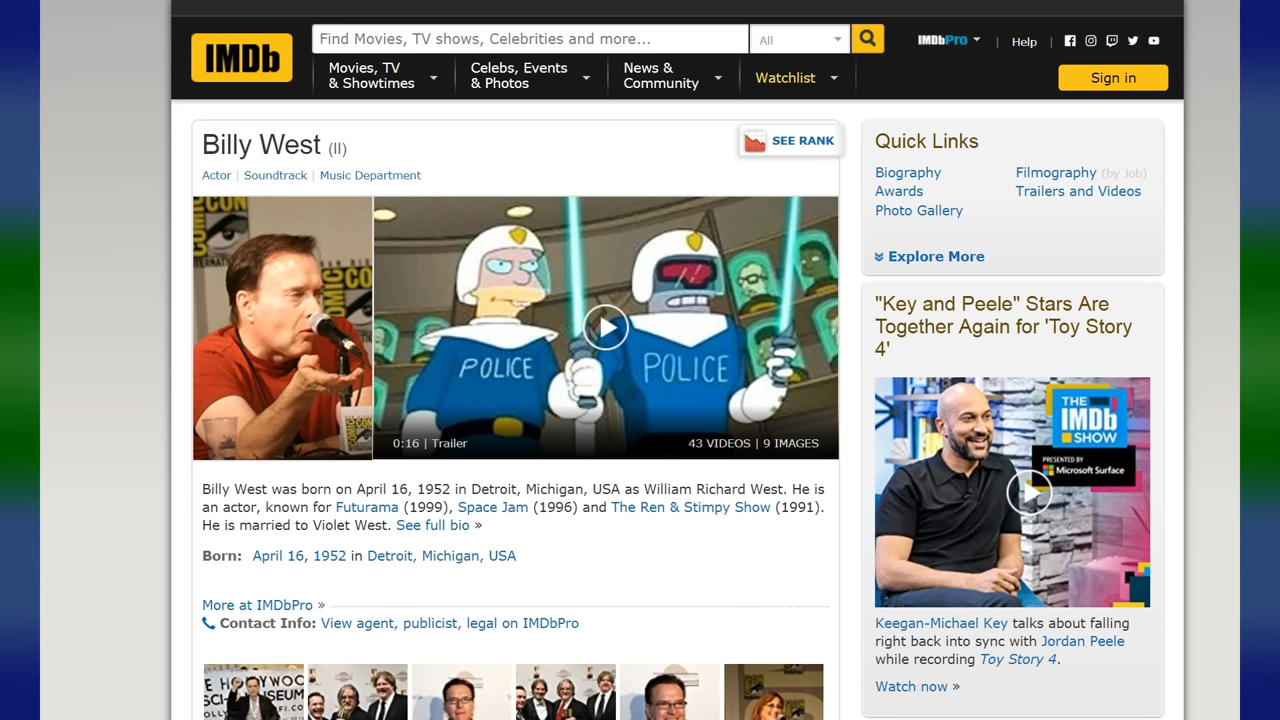 IMDb
Find Movies, TV shows, Celebrities and more...
All
IMDbPro
|
Help
|
Movies, TV
& Showtimes
Celebs, Events
& Photos
News &
Community
Watchlist
Sign in
Billy West (II)
SEE RANK
Actor | Soundtrack | Music Department
CON
COMIC
CO
POLICE
POLICE
0:16 | Trailer
43 VIDEOS | 9 IMAGES
Billy West was born on April 16, 1952 in Detroit, Michigan, USA as William Richard West. He is
an actor, known for Futurama (1999), Space Jam (1996) and The Ren & Stimpy Show (1991).
He is married to Violet West. See full bio »
Born: April 16, 1952 in Detroit, Michigan, USA
More at IMDbPro »
Contact Info: View agent, publicist, legal on IMDbPro
Quick Links
Biography
Filmography (by Job)
Awards
Trailers and Videos
Photo Gallery
Explore More
"Key and Peele" Stars Are
Together Again for 'Toy Story
4'
THE
IMDb
SHOW
PRESENTED BY
Microsoft Surface
Keegan-Michael Key talks about falling
right back into sync with Jordan Peele
while recording Toy Story 4.
Watch now »